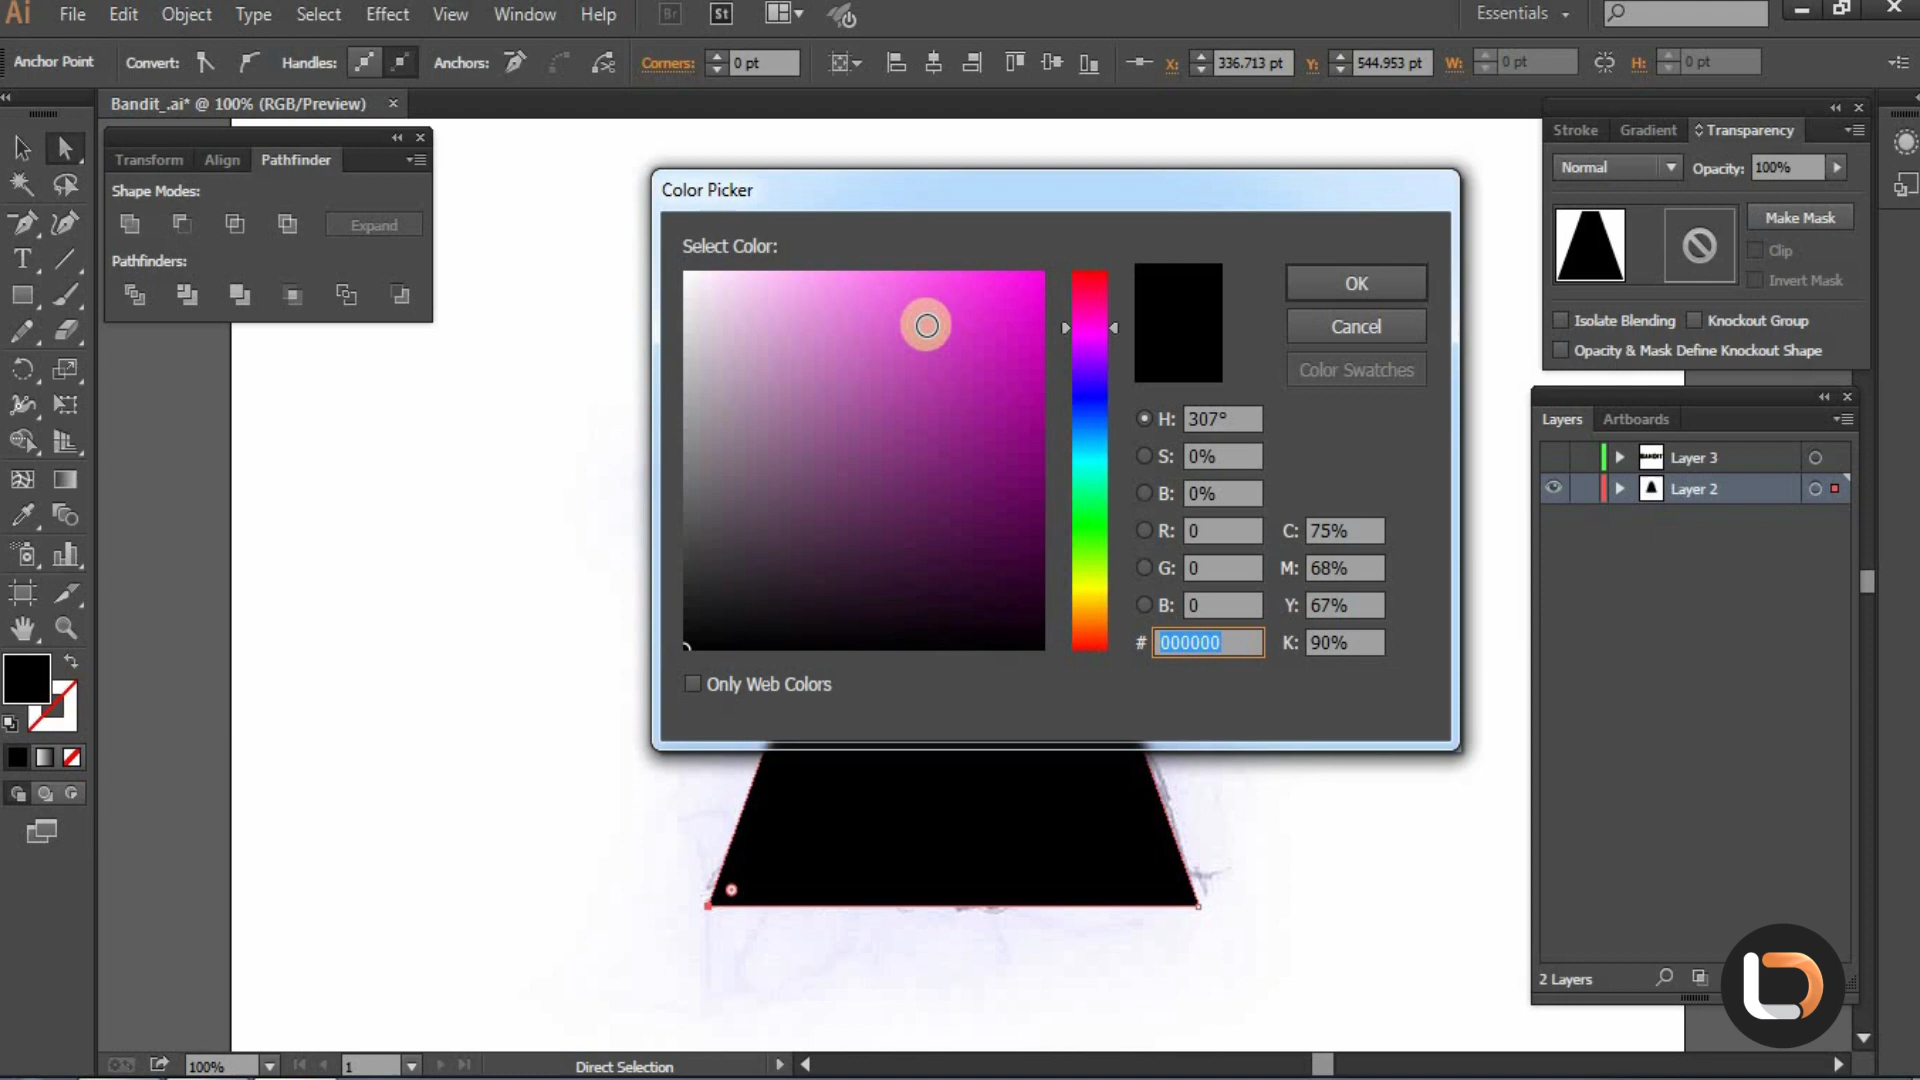 Ai File Edit Object Type Select Effect View Window Help Br St Essentials
Anchor Point Convert: Handles: Anchors: Corners: 0 pt X: 336.713 pt Y: 544.953 pt W: 0 pt H: 0 pt
Bandit_.ai* @ 100% (RGB/Preview)
Transform Align Pathfinder
Shape Modes:
Expand
Pathfinders:
Color Picker
Select Color:
OK
Cancel
Color Swatches
H: 307°
S: 0%
B: 0%
R: 0 C: 75%
G: 0 M: 68%
B: 0 Y: 67%
# 000000 K: 90%
Only Web Colors
Stroke Gradient Transparency
Normal Opacity: 100%
Make Mask
Clip
Invert Mask
Isolate Blending Knockout Group
Opacity & Mask Define Knockout Shape
Layers Artboards
BANDIT Layer 3
Layer 2
2 Layers
100% 1 Direct Selection